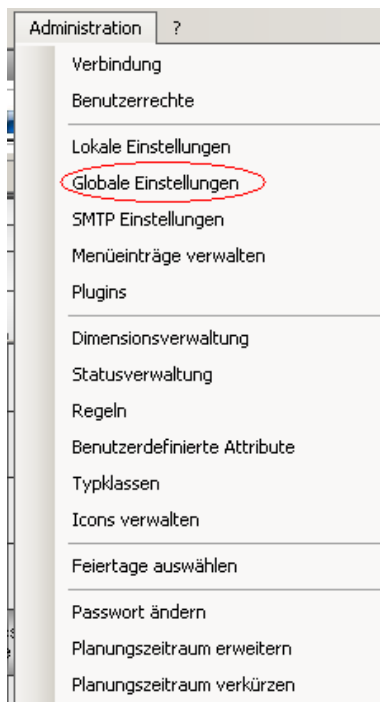 Administration ?
Verbindung
Benutzerrechte
Lokale Einstellungen
Globale Einstellungen
SMTP Einstellungen
Menüeinträge verwalten
Plugins
Dimensionsverwaltung
Statusverwaltung
Regeln
Benutzerdefinierte Attribute
Typklassen
Icons verwalten
Feiertage auswählen
Passwort ändern
Planungszeitraum erweitern
Planungszeitraum verkürzen